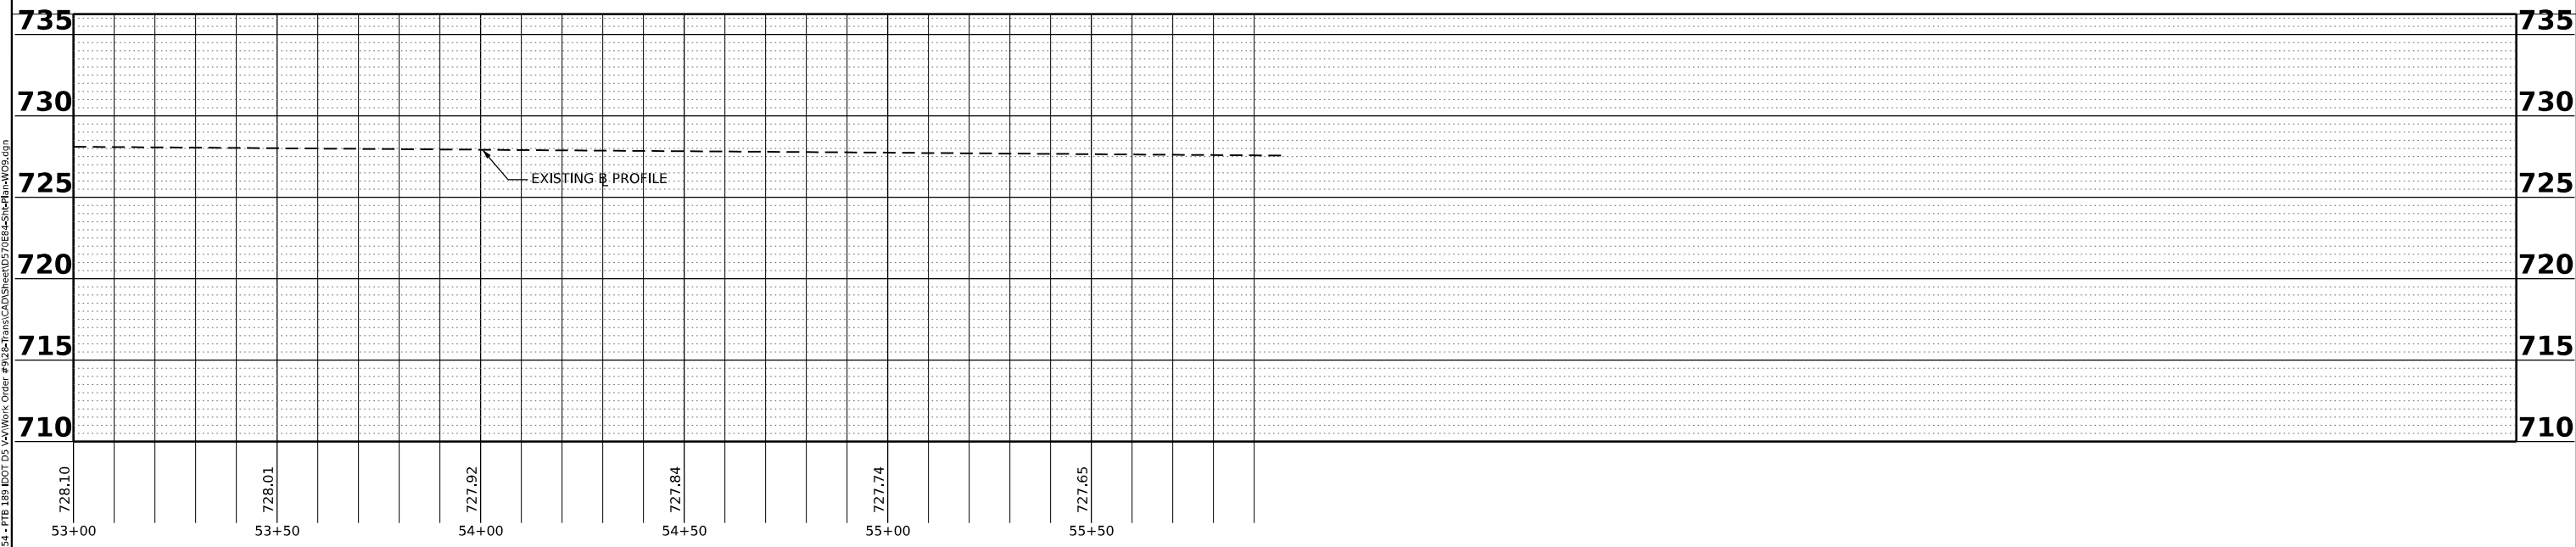 735 735
730 730
725 725
720 720
715 715
710 710
EXISTING B PROFILE
L
728.10 728.01 727.92 727.84 727.74 727.65
53+00 53+50 54+00 54+50 55+00 55+50
54 - PTB 189 IDOT D5 V-V\Work Order #9\28-Trans\CAD\Sheet\D570E84-Sht-Plan-WO9.dgn